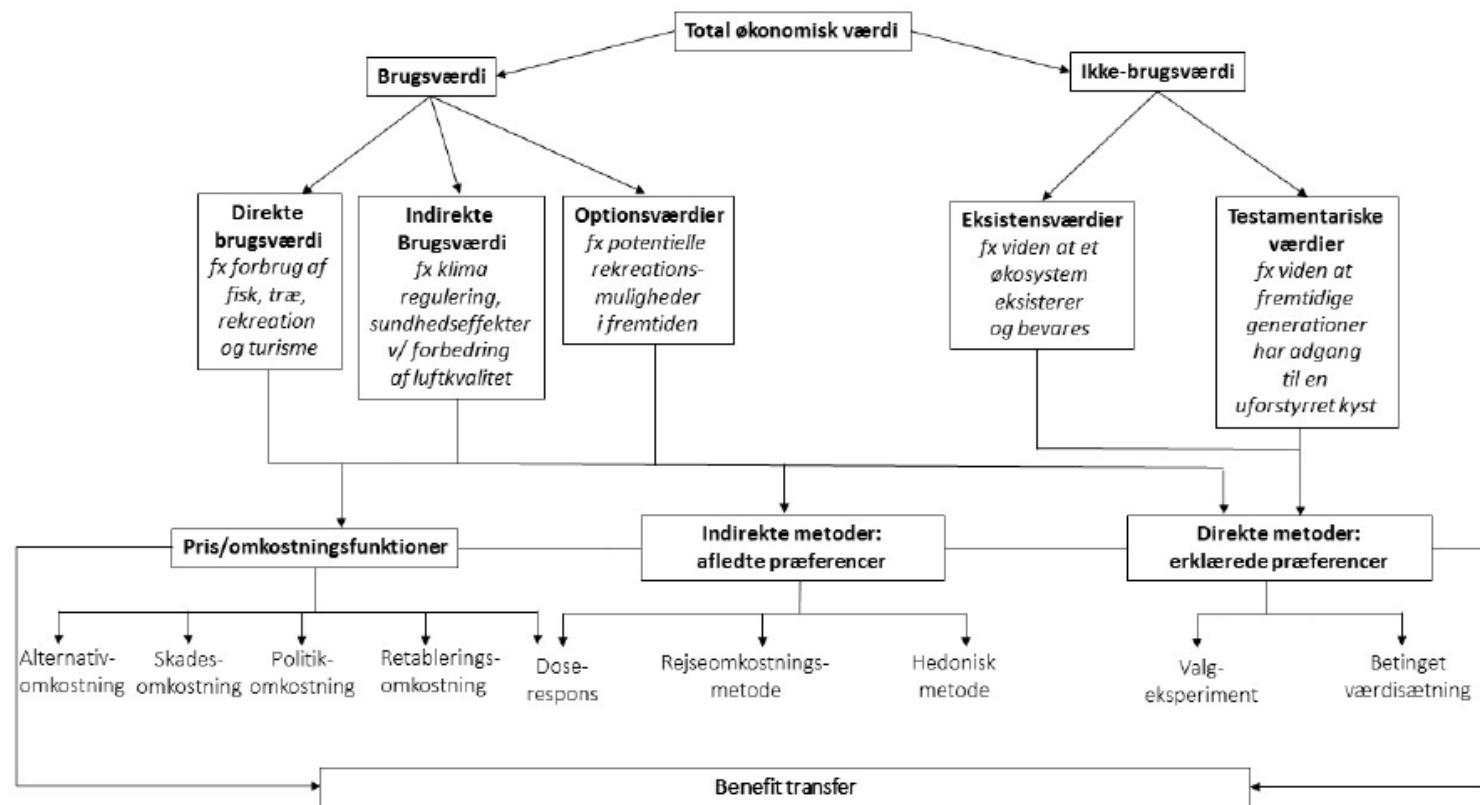 Total økonomisk værdi
Brugsværdi
Ikke-brugsværdi
Direkte
brugsværdi
fx forbrug af
fisk, træ,
rekreation
og turisme
Indirekte
Brugsværdi
fx klima
regulering,
sundhedseffekter
v/ forbedring
af luftkvalitet
Optionsværdier
fx potentielle
rekreations-
muligheder
i fremtiden
Eksistensværdier
fx viden at et
økosystem
eksisterer
og bevares
Testamentariske
værdier
fx viden at
fremtidige
generationer
har adgang
til en
uforstyrret kyst
Pris/omkostningsfunktioner
Indirekte metoder:
afledte præferencer
Direkte metoder:
erklærede præferencer
Alternativ-
omkostning
Skades-
omkostning
Politik-
omkostning
Retablerings-
omkostning
Dose-
respons
Rejseomkostnings-
metode
Hedonisk
metode
Valg-
eksperiment
Betinget
værdisætning
Benefit transfer